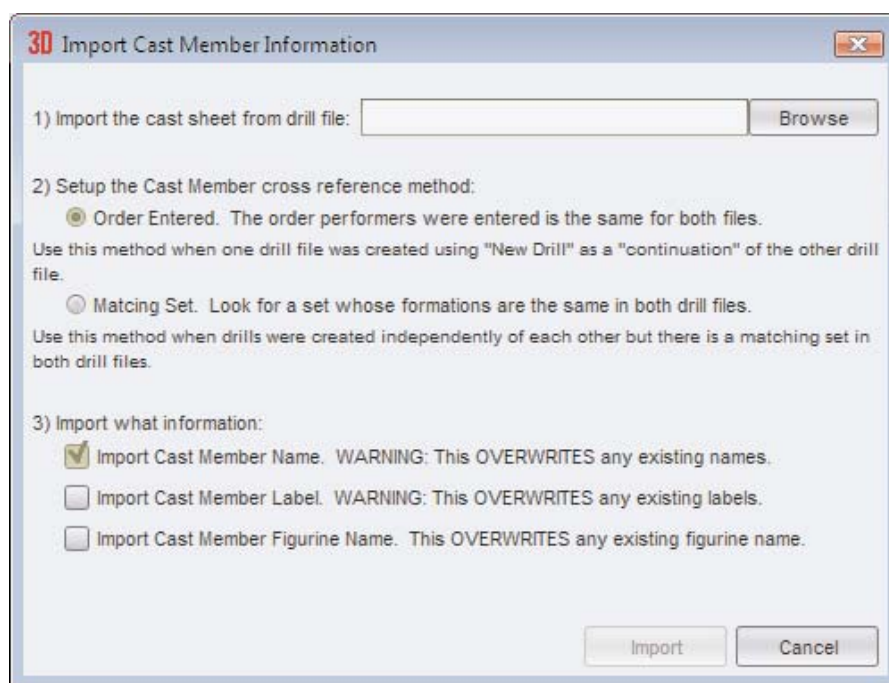 3D Import Cast Member Information
1) Import the cast sheet from drill file:
Browse
2) Setup the Cast Member cross reference method:
Order Entered. The order performers were entered is the same for both files.
Use this method when one drill file was created using "New Drill" as a "continuation" of the other drill
file.
Matcing Set. Look for a set whose formations are the same in both drill files.
Use this method when drills were created independently of each other but there is a matching set in
both drill files.
3) Import what information:
Import Cast Member Name. WARNING: This OVERWRITES any existing names.
Import Cast Member Label. WARNING: This OVERWRITES any existing labels.
Import Cast Member Figurine Name. This OVERWRITES any existing figurine name.
Import
Cancel